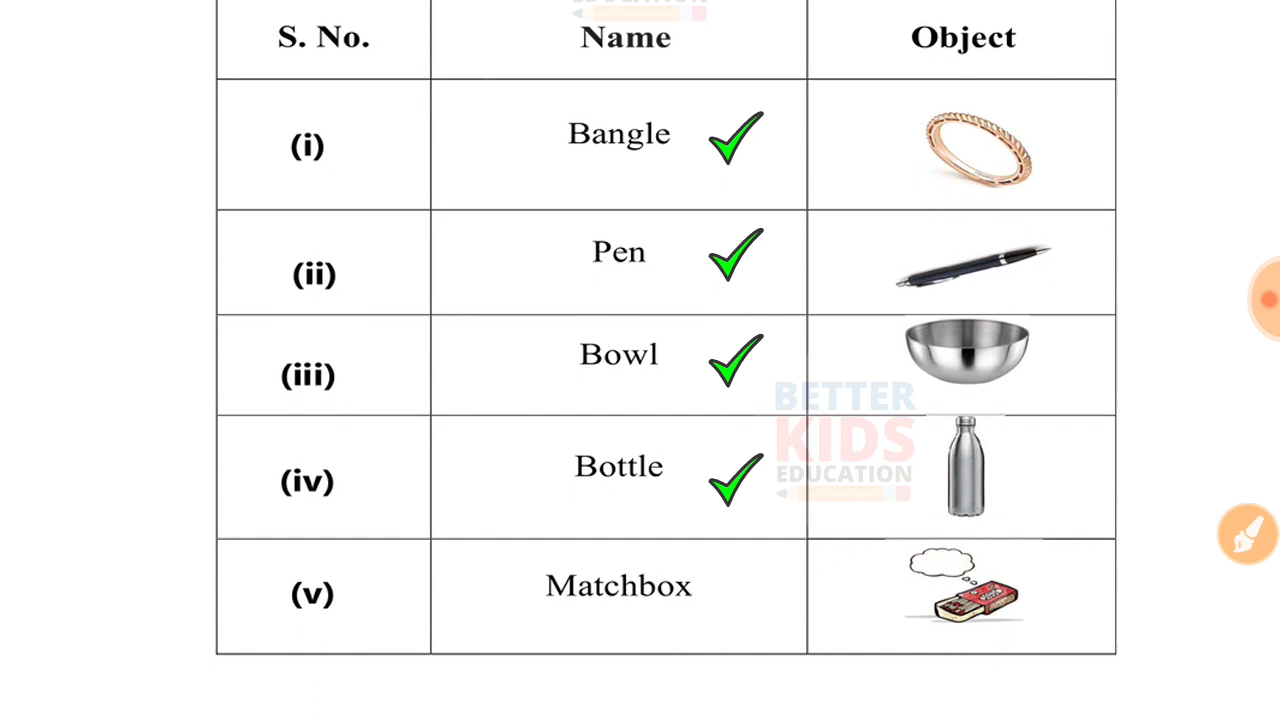 S. No. Name Object
(i) Bangle
(ii) Pen
(iii) Bowl
BETTER
KIDS
EDUCATION
(iv) Bottle
(v) Matchbox